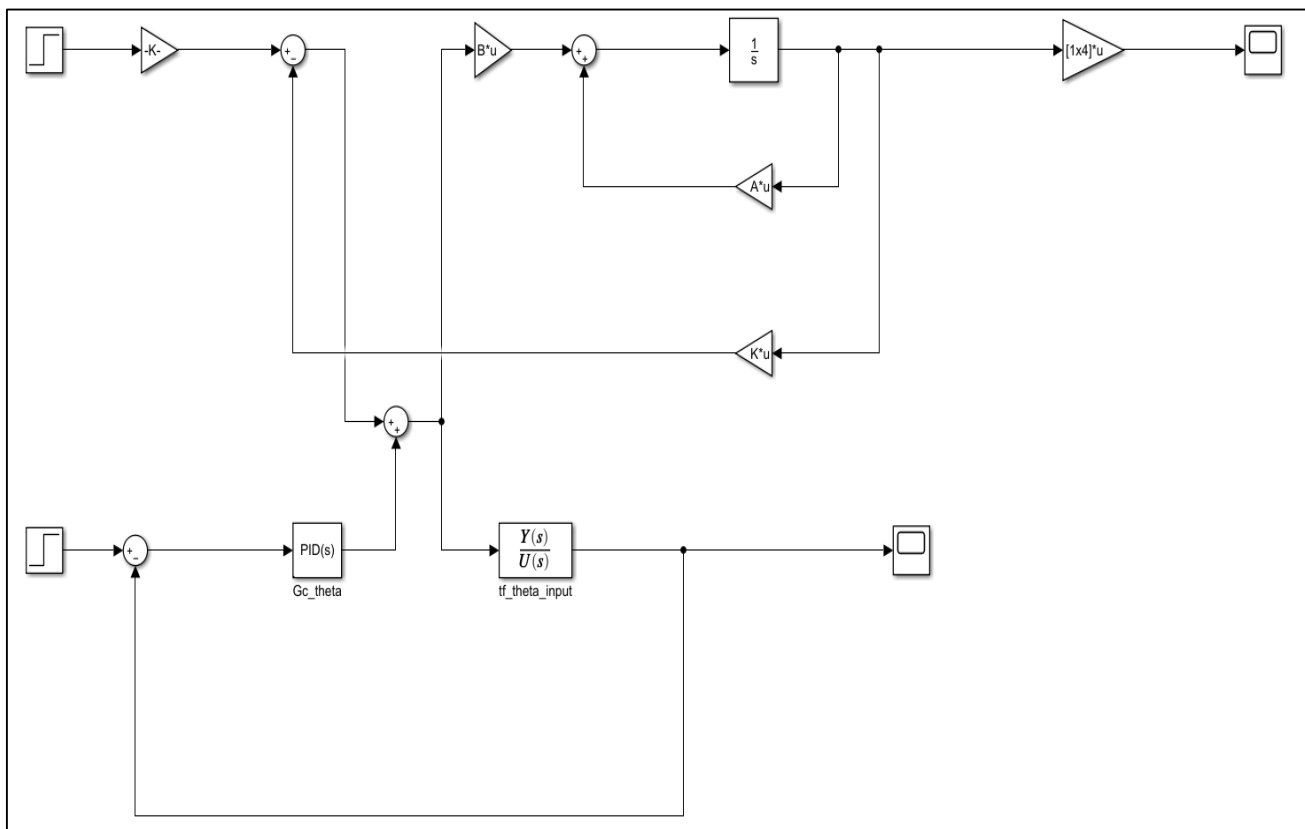 -K-
+
−
B*u
+
+
1
s
[1x4]*u
A*u
K*u
+
+
+
−
PID(s)
Gc_theta
Y(s)
U(s)
tf_theta_input